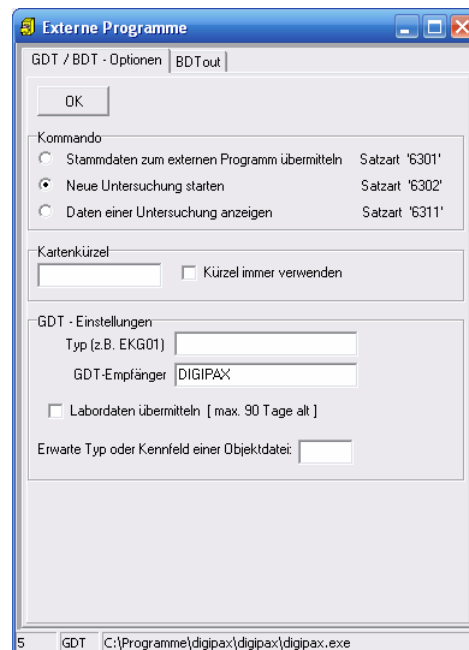 Externe Programme
GDT / BDT - Optionen BDTout
OK
Kommando
Stammdaten zum externen Programm übermitteln Satzart '6301'
Neue Untersuchung starten Satzart '6302'
Daten einer Untersuchung anzeigen Satzart '6311'
Kartenkürzel
Kürzel immer verwenden
GDT - Einstellungen
Typ (z.B. EKG01)
GDT-Empfänger DIGIPAX
Labordaten übermitteln [ max. 90 Tage alt ]
Erwarte Typ oder Kennfeld einer Objektdatei:
5 GDT C:\Programme\digipax\digipax\digipax.exe